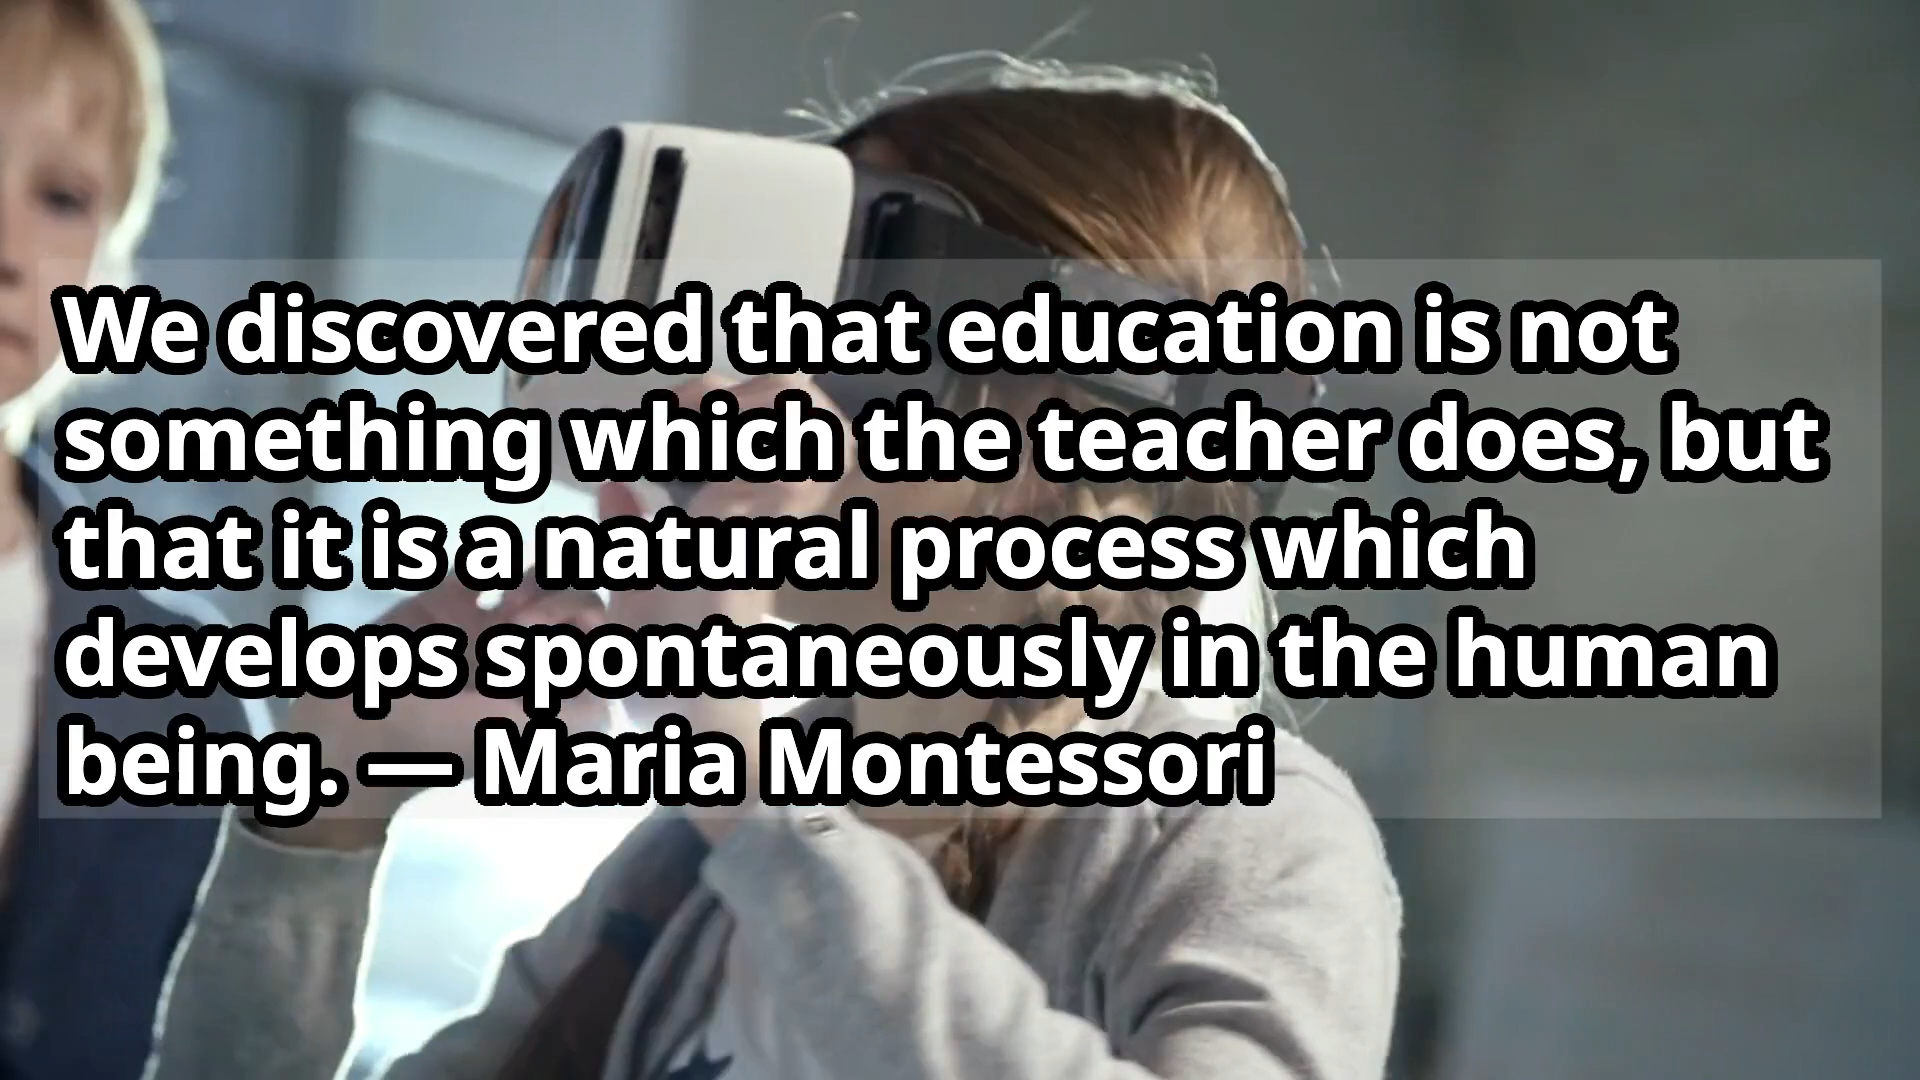 We discovered that education is not
something which the teacher does, but
that it is a natural process which
develops spontaneously in the human
being. — Maria Montessori